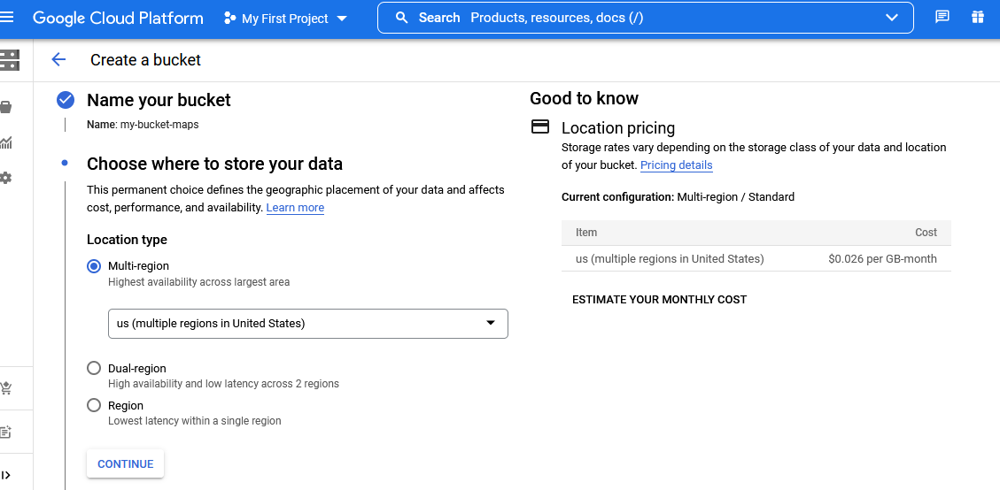 Google Cloud Platform
My First Project
Search Products, resources, docs (/)
Create a bucket
Name your bucket
Name: my-bucket-maps
Choose where to store your data
This permanent choice defines the geographic placement of your data and affects
cost, performance, and availability. Learn more
Location type
Multi-region
Highest availability across largest area
us (multiple regions in United States)
Dual-region
High availability and low latency across 2 regions
Region
Lowest latency within a single region
CONTINUE
Good to know
Location pricing
Storage rates vary depending on the storage class of your data and location
of your bucket. Pricing details
Current configuration: Multi-region / Standard
Item Cost
us (multiple regions in United States) $0.026 per GB-month
ESTIMATE YOUR MONTHLY COST